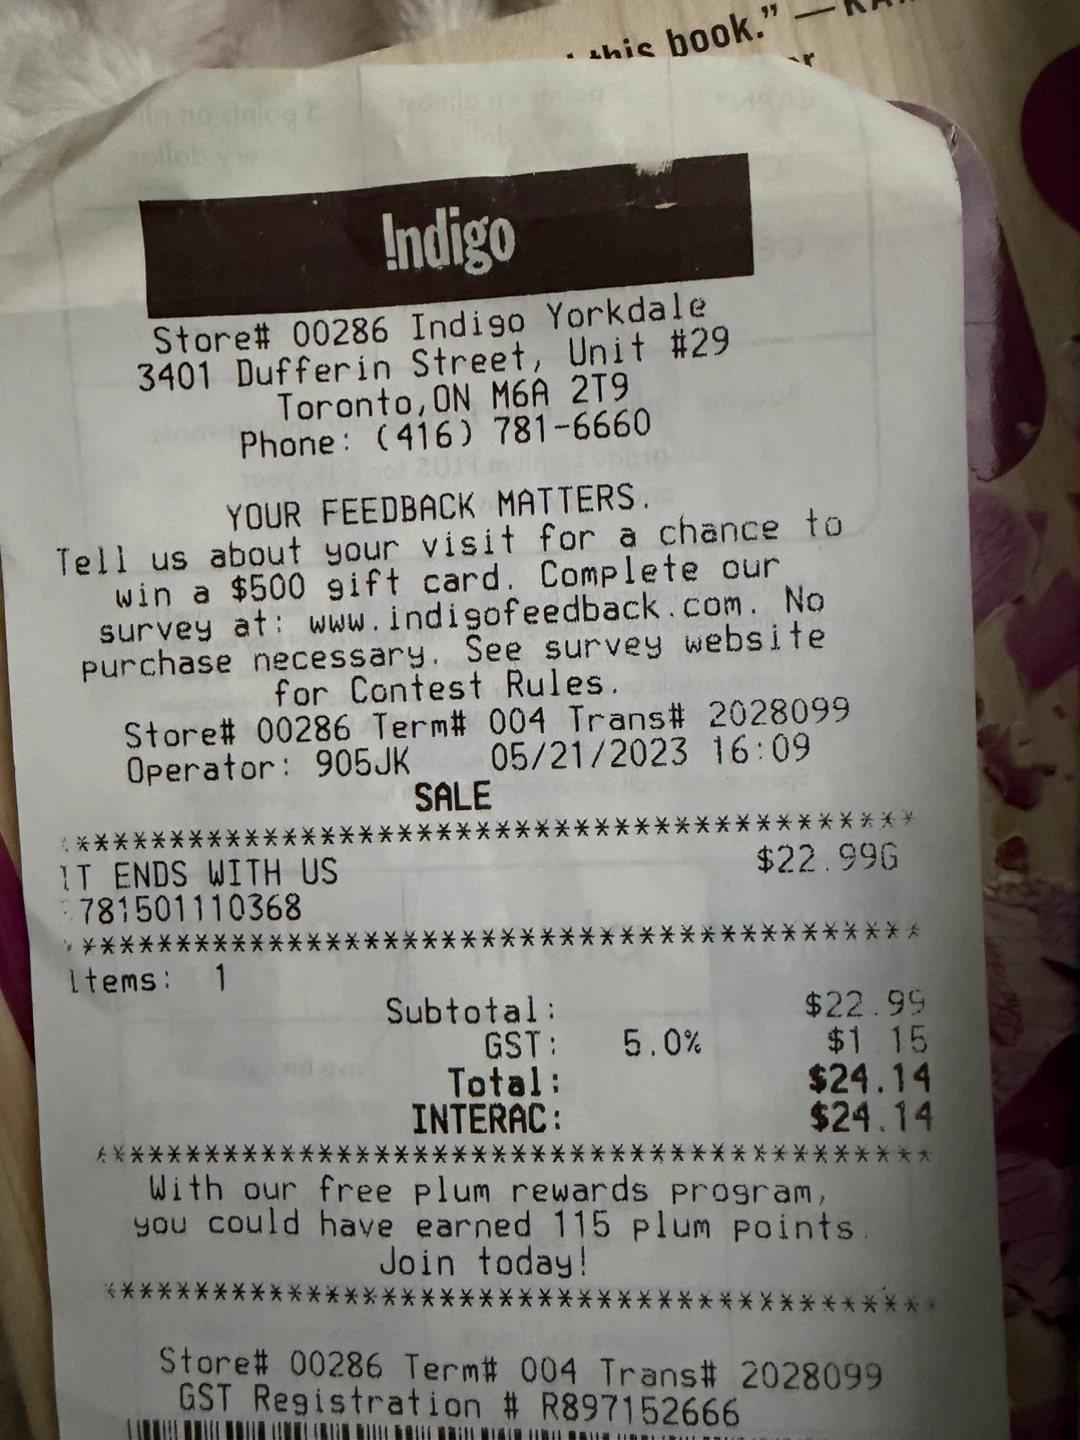 this book." —
!ndigo
Store# 00286 Indigo Yorkdale
3401 Dufferin Street, Unit #29
Toronto,ON M6A 2T9
Phone: (416) 781-6660
YOUR FEEDBACK MATTERS.
Tell us about your visit for a chance to
win a $500 gift card. Complete our
survey at: www.indigofeedback.com. No
purchase necessary. See survey website
for Contest Rules.
Store# 00286 Term# 004 Trans# 2028099
Operator: 905JK 05/21/2023 16:09
SALE
*********************************************
IT ENDS WITH US $22.99G
781501110368
*********************************************
Items: 1
Subtotal: $22.99
GST: 5.0% $1 15
Total: $24.14
INTERAC: $24.14
*********************************************
With our free plum rewards program,
you could have earned 115 plum points.
Join today!
*********************************************
Store# 00286 Term# 004 Trans# 2028099
GST Registration # R897152666